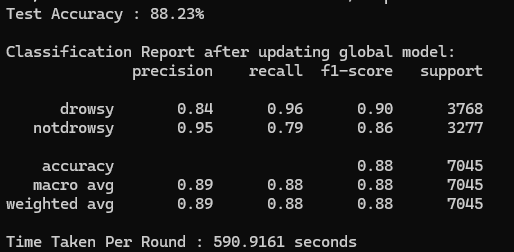 Test Accuracy : 88.23%
Classification Report after updating global model:
precision recall f1-score support
drowsy 0.84 0.96 0.90 3768
notdrowsy 0.95 0.79 0.86 3277
accuracy 0.88 7045
macro avg 0.89 0.88 0.88 7045
weighted avg 0.89 0.88 0.88 7045
Time Taken Per Round : 590.9161 seconds